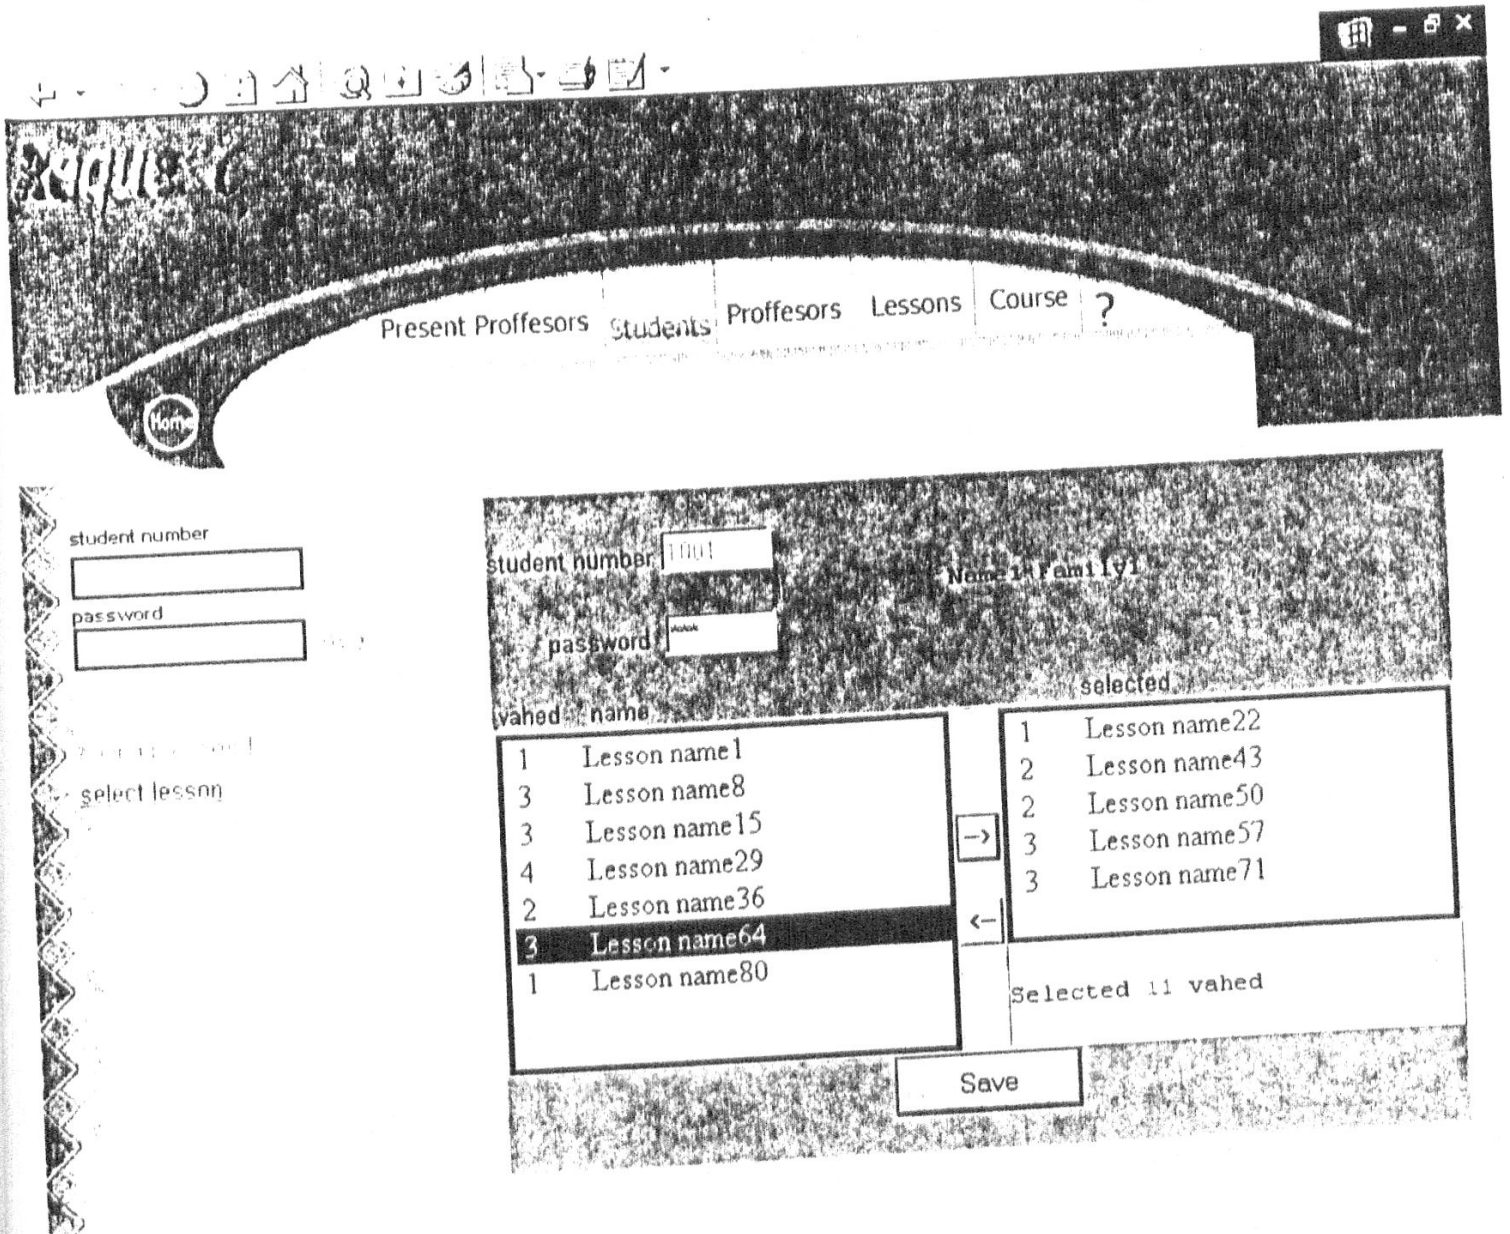 Present Proffesors Students Proffesors Lessons Course ?
Home
student number
password
select lesson
student number 1001
Name1 Family1
password ****
vahed name
1 Lesson name1
3 Lesson name8
3 Lesson name15
4 Lesson name29
2 Lesson name36
3 Lesson name64
1 Lesson name80
-->
<--
selected
1 Lesson name22
2 Lesson name43
2 Lesson name50
3 Lesson name57
3 Lesson name71
Selected 11 vahed
Save